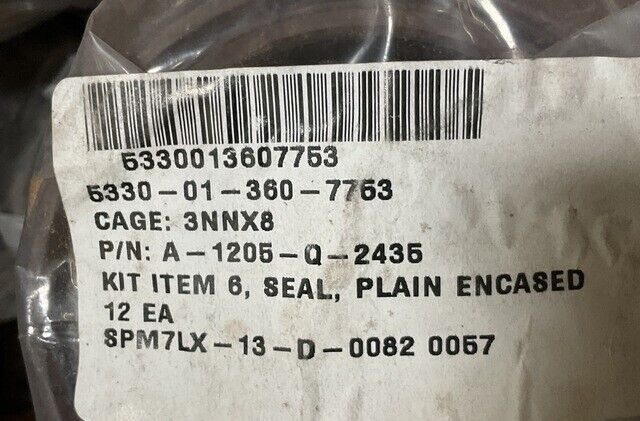 5330013607753
5330-01-360-7753
CAGE: 3NNX8
P/N: A-1205-Q-2435
KIT ITEM 6, SEAL, PLAIN ENCASED
12 EA
SPM7LX-13-D-0082 0057